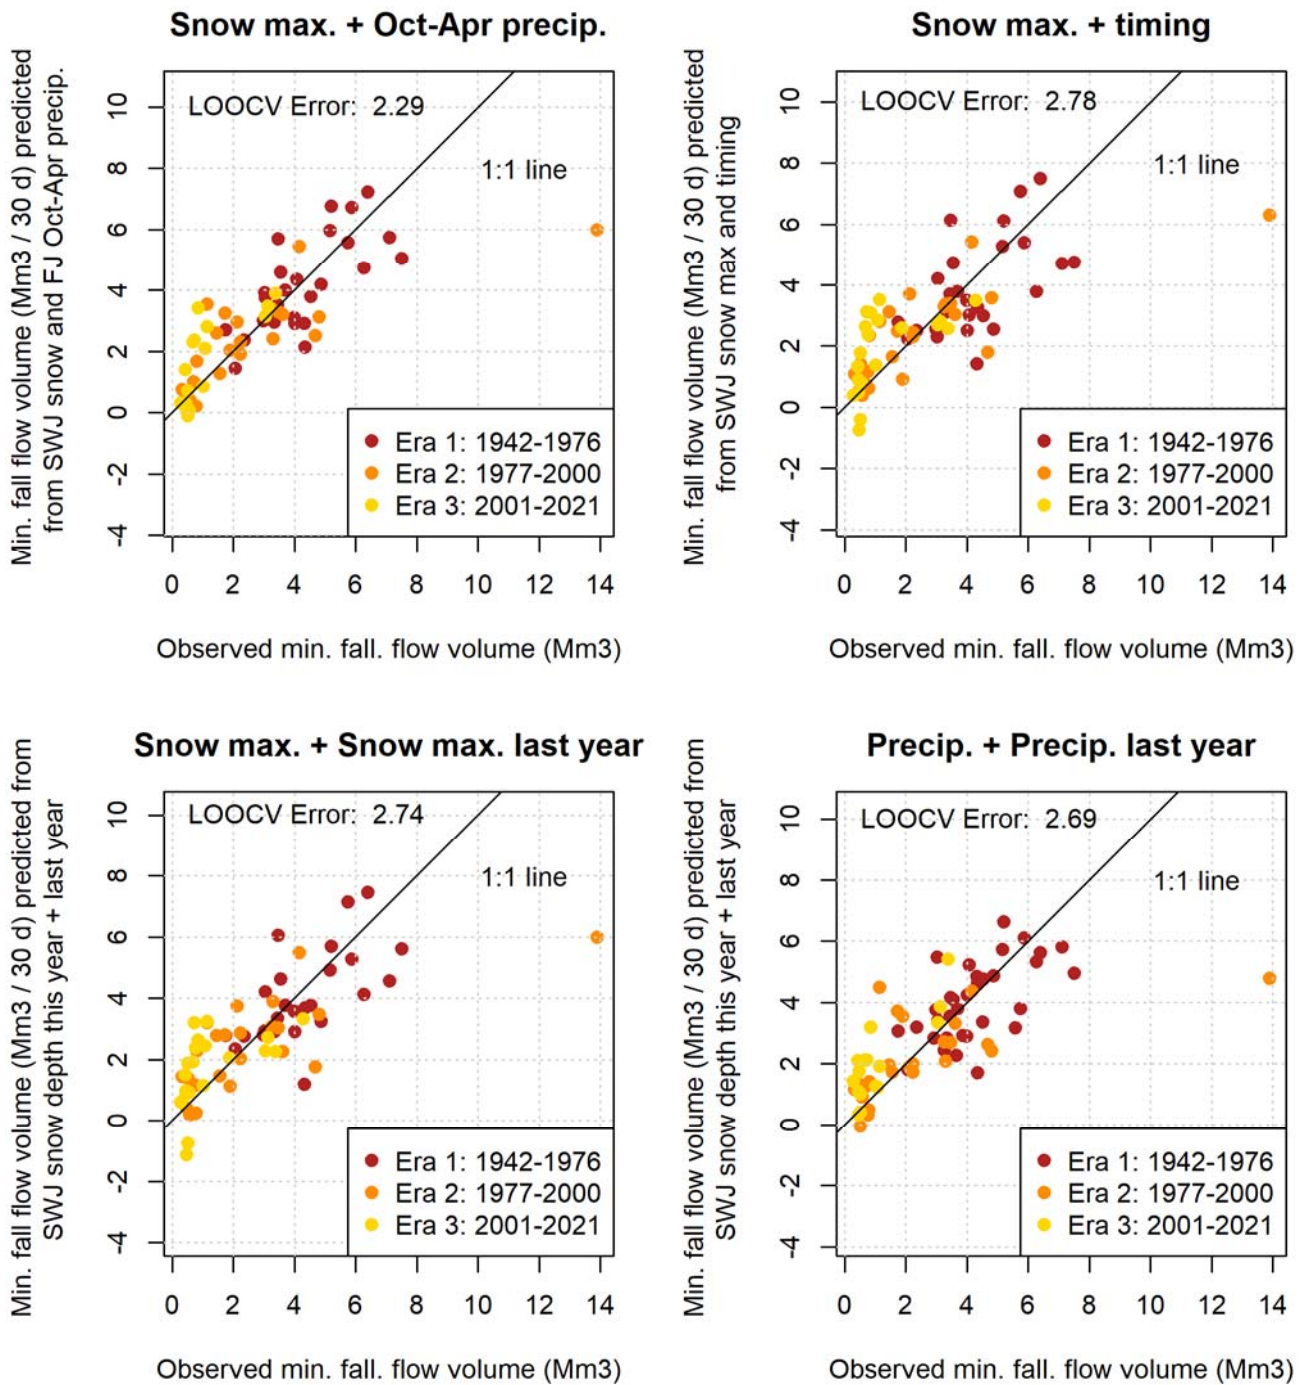 Snow max. + Oct-Apr precip.
Min. fall flow volume (Mm3 / 30 d) predicted
from SWJ snow and FJ Oct-Apr precip.
LOOCV Error: 2.29
1:1 line
10
8
6
4
2
0
-2
-4
Era 1: 1942-1976
Era 2: 1977-2000
Era 3: 2001-2021
0 2 4 6 8 10 12 14
Observed min. fall. flow volume (Mm3)
Snow max. + timing
Min. fall flow volume (Mm3 / 30 d) predicted
from SWJ snow max and timing
LOOCV Error: 2.78
1:1 line
10
8
6
4
2
0
-2
-4
Era 1: 1942-1976
Era 2: 1977-2000
Era 3: 2001-2021
0 2 4 6 8 10 12 14
Observed min. fall. flow volume (Mm3)
Snow max. + Snow max. last year
Min. fall flow volume (Mm3 / 30 d) predicted from
SWJ snow depth this year + last year
LOOCV Error: 2.74
1:1 line
10
8
6
4
2
0
-2
-4
Era 1: 1942-1976
Era 2: 1977-2000
Era 3: 2001-2021
0 2 4 6 8 10 12 14
Observed min. fall. flow volume (Mm3)
Precip. + Precip. last year
Min. fall flow volume (Mm3 / 30 d) predicted from
SWJ snow depth this year + last year
LOOCV Error: 2.69
1:1 line
10
8
6
4
2
0
-2
-4
Era 1: 1942-1976
Era 2: 1977-2000
Era 3: 2001-2021
0 2 4 6 8 10 12 14
Observed min. fall. flow volume (Mm3)